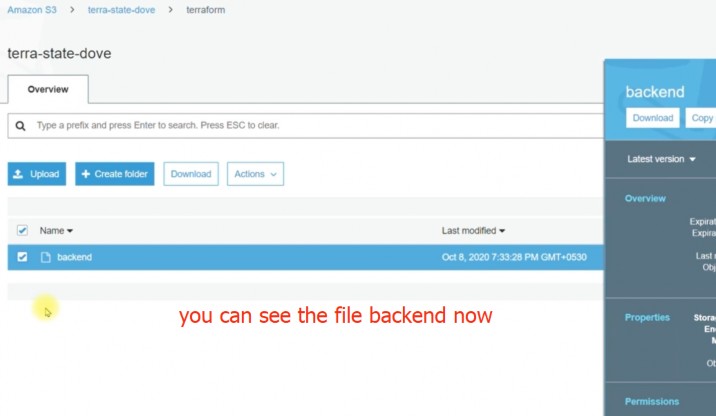 Amazon S3 > terra-state-dove > terraform
terra-state-dove
Overview
Type a prefix and press Enter to search. Press ESC to clear.
Upload + Create folder Download Actions
Name Last modified
backend Oct 8, 2020 7:33:28 PM GMT+0530
you can see the file backend now
backend
Download Copy
Latest version
Overview
Expirat
Expira
Last
Obj
Properties
Storag
En
M
Ob
Permissions